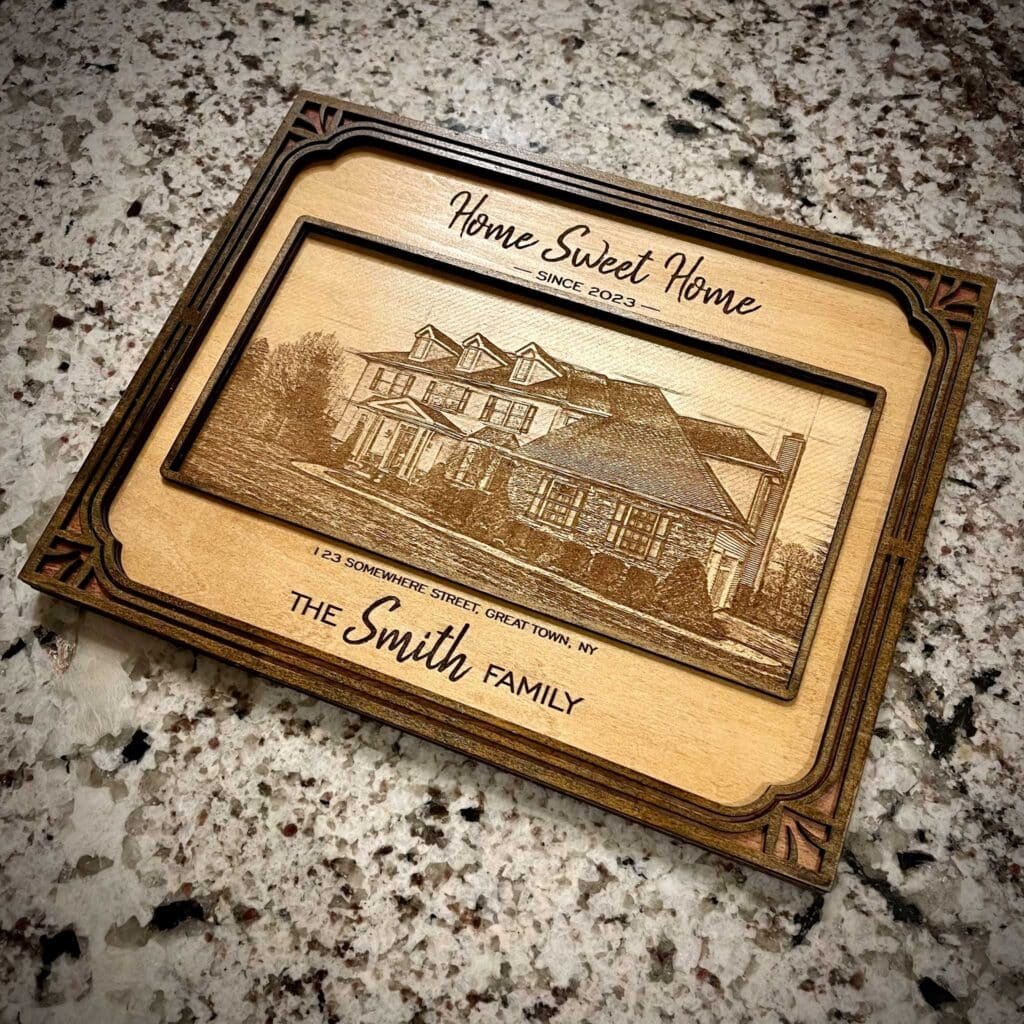 Home Sweet Home
— SINCE 2023 —
123 SOMEWHERE STREET, GREAT TOWN, NY
THE Smith FAMILY